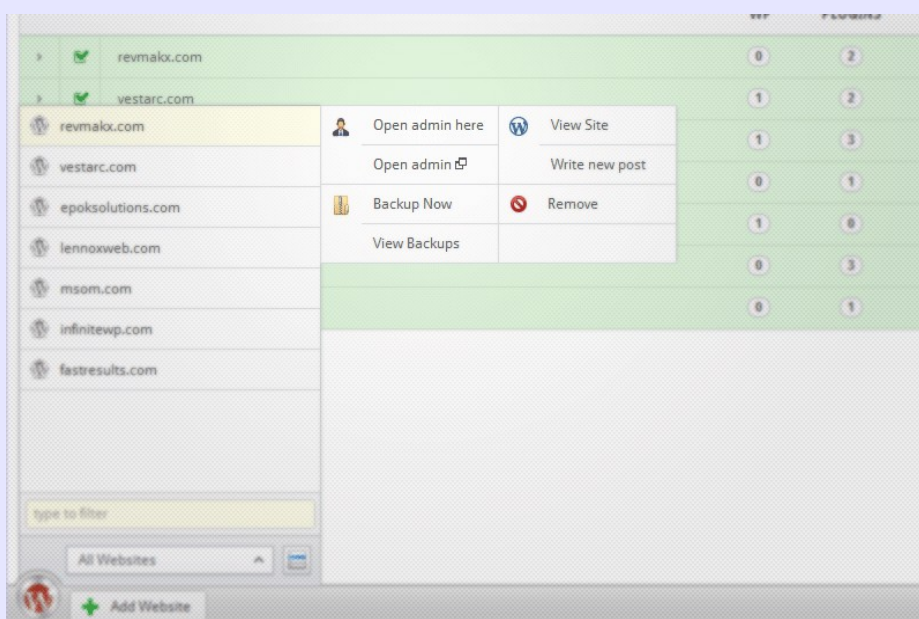 WP PLUGINS
revmakx.com 0 2
vestarc.com 1 2
revmakx.com
vestarc.com
epoksolutions.com
lennoxweb.com
msom.com
infinitewp.com
fastresults.com
Open admin here View Site
Open admin Write new post
Backup Now Remove
View Backups
1 3
0 1
1 0
0 3
0 1
type to filter
All Websites
Add Website